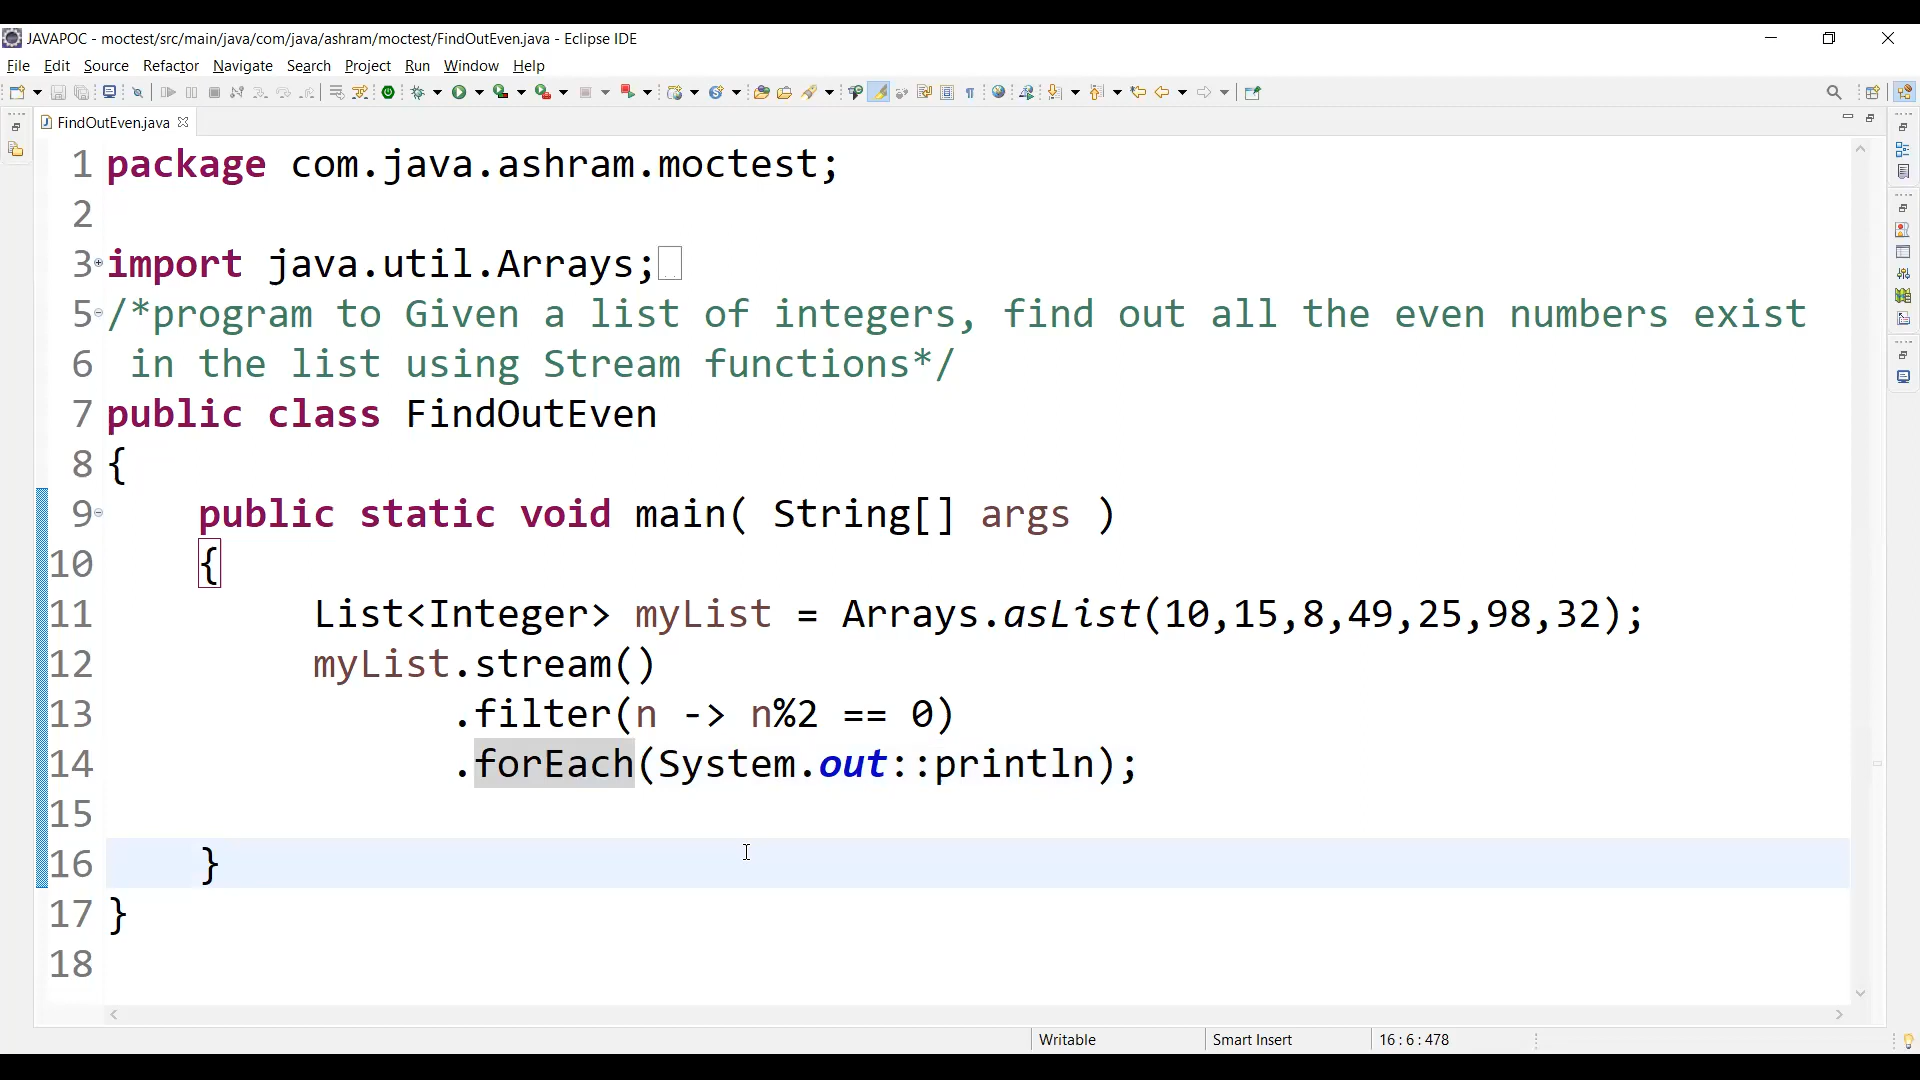 JAVAPOC - moctest/src/main/java/com/java/ashram/moctest/FindOutEven.java - Eclipse IDE
File Edit Source Refactor Navigate Search Project Run Window Help
FindOutEven.java
1 package com.java.ashram.moctest;
2
3 import java.util.Arrays;
5 /*program to Given a list of integers, find out all the even numbers exist
6 in the list using Stream functions*/
7 public class FindOutEven
8 {
9 public static void main( String[] args )
10 {
11 List<Integer> myList = Arrays.asList(10,15,8,49,25,98,32);
12 myList.stream()
13 .filter(n -> n%2 == 0)
14 .forEach(System.out::println);
15
16 }
17 }
18
Writable Smart Insert 16 : 6 : 478